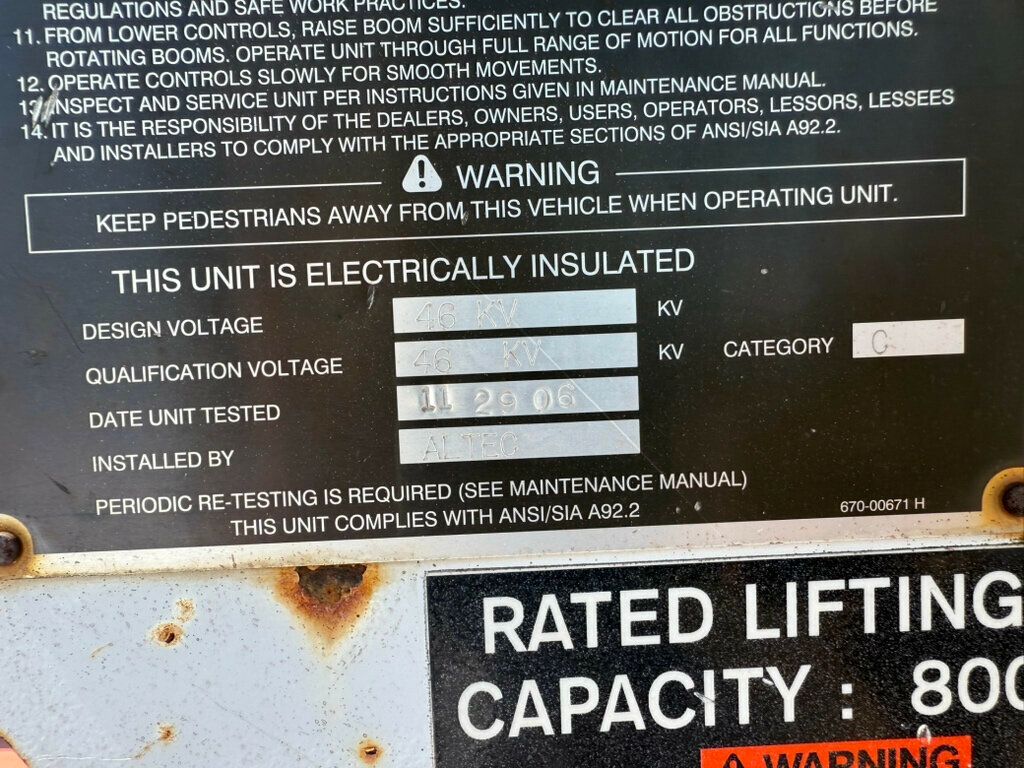 REGULATIONS AND SAFE WORK PRACTICES.
11. FROM LOWER CONTROLS, RAISE BOOM SUFFICIENTLY TO CLEAR ALL OBSTRUCTIONS BEFORE
ROTATING BOOMS. OPERATE UNIT THROUGH FULL RANGE OF MOTION FOR ALL FUNCTIONS.
12. OPERATE CONTROLS SLOWLY FOR SMOOTH MOVEMENTS.
13. INSPECT AND SERVICE UNIT PER INSTRUCTIONS GIVEN IN MAINTENANCE MANUAL.
14. IT IS THE RESPONSIBILITY OF THE DEALERS, OWNERS, USERS, OPERATORS, LESSORS, LESSEES
AND INSTALLERS TO COMPLY WITH THE APPROPRIATE SECTIONS OF ANSI/SIA A92.2.
WARNING
KEEP PEDESTRIANS AWAY FROM THIS VEHICLE WHEN OPERATING UNIT.
THIS UNIT IS ELECTRICALLY INSULATED
DESIGN VOLTAGE 46 KV KV
QUALIFICATION VOLTAGE 46 KV KV CATEGORY C
DATE UNIT TESTED 11 29 06
INSTALLED BY ALTEC
PERIODIC RE-TESTING IS REQUIRED (SEE MAINTENANCE MANUAL)
THIS UNIT COMPLIES WITH ANSI/SIA A92.2
670-00671 H
RATED LIFTING
CAPACITY : 800
WARNING